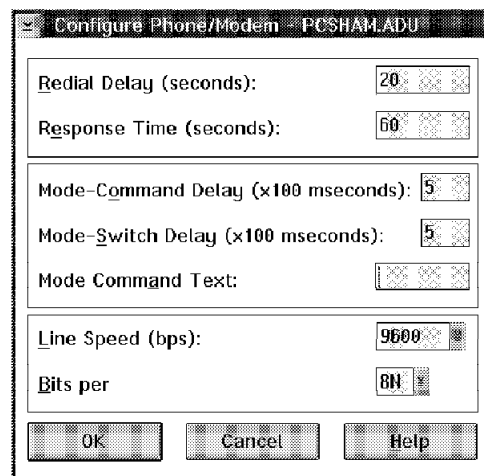 Configure Phone/Modem - PCSHAM.ADU
Redial Delay (seconds): 20
Response Time (seconds): 60
Mode-Command Delay (x100 mseconds): 5
Mode-Switch Delay (x100 mseconds): 5
Mode Command Text:
Line Speed (bps): 9600
Bits per 8N
OK Cancel Help